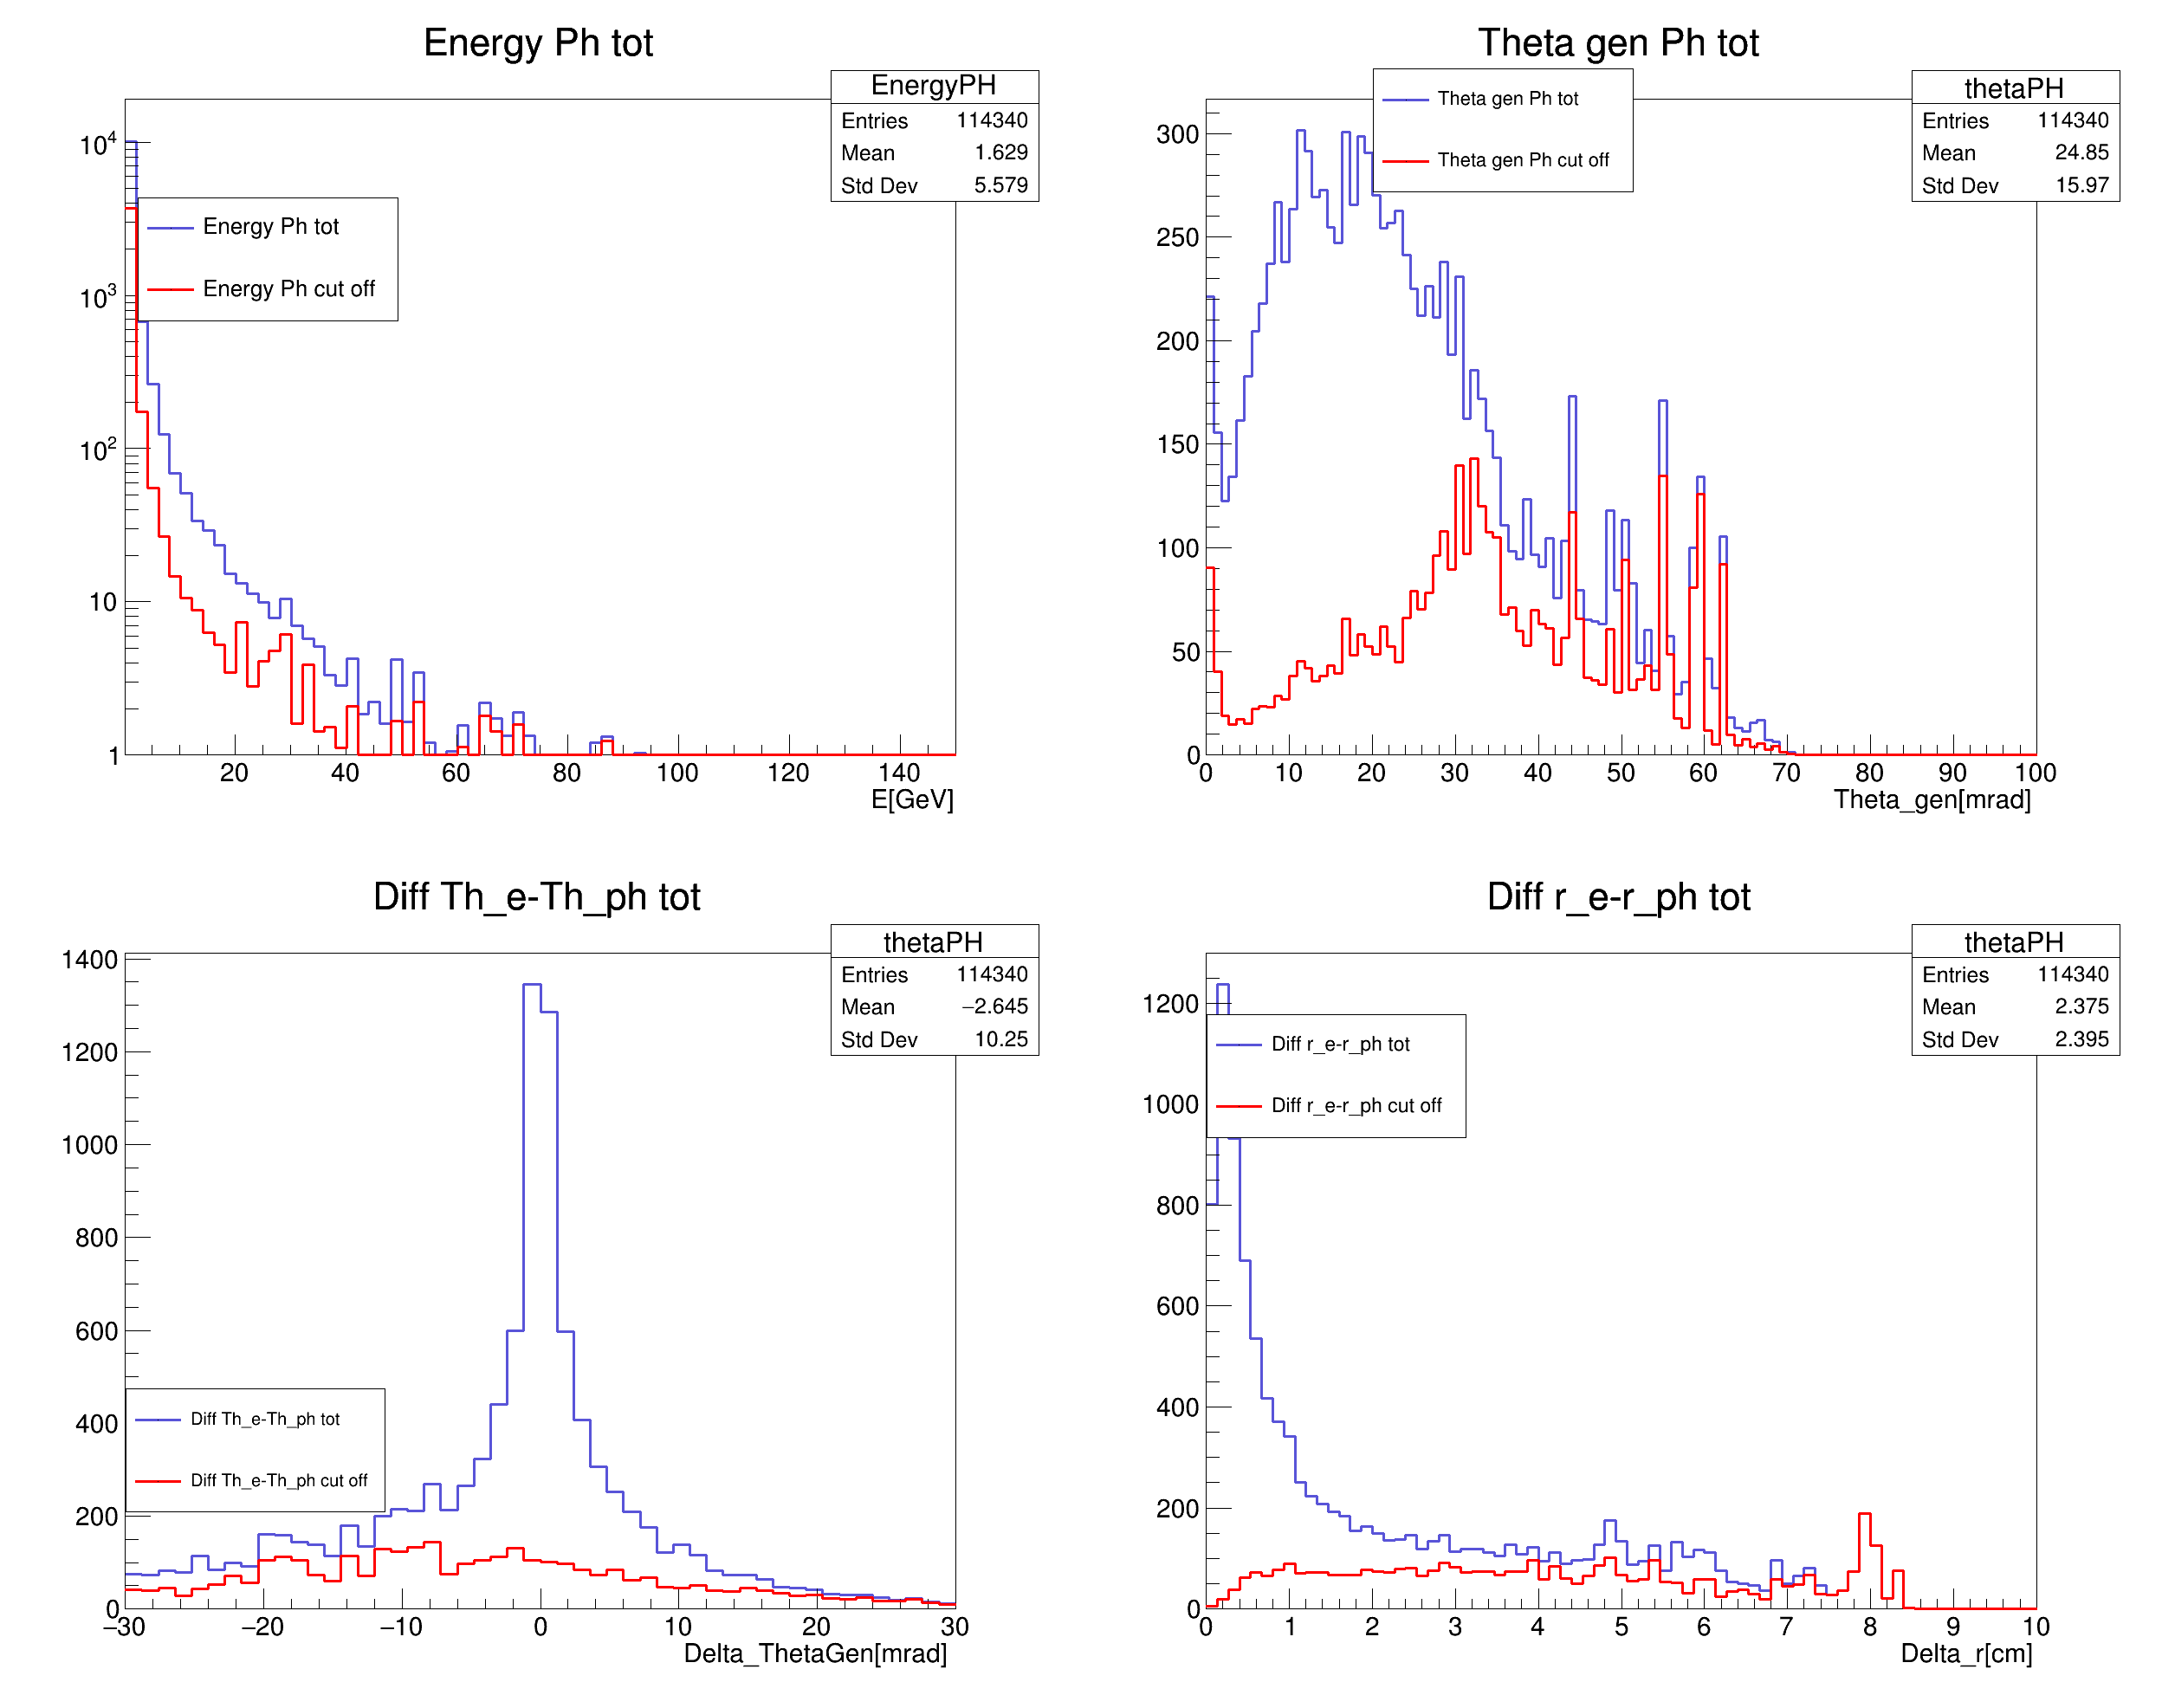 Energy Ph tot
EnergyPH
Entries 114340
Mean 1.629
Std Dev 5.579
Energy Ph tot
Energy Ph cut off
10^4
10^3
10^2
10
1
20 40 60 80 100 120 140
E[GeV]
Theta gen Ph tot
thetaPH
Entries 114340
Mean 24.85
Std Dev 15.97
Theta gen Ph tot
Theta gen Ph cut off
300
250
200
150
100
50
0
0 10 20 30 40 50 60 70 80 90 100
Theta_gen[mrad]
Diff Th_e-Th_ph tot
thetaPH
Entries 114340
Mean −2.645
Std Dev 10.25
Diff Th_e-Th_ph tot
Diff Th_e-Th_ph cut off
1400
1200
1000
800
600
400
200
0
−30 −20 −10 0 10 20 30
Delta_ThetaGen[mrad]
Diff r_e-r_ph tot
thetaPH
Entries 114340
Mean 2.375
Std Dev 2.395
Diff r_e-r_ph tot
Diff r_e-r_ph cut off
1200
1000
800
600
400
200
0
0 1 2 3 4 5 6 7 8 9 10
Delta_r[cm]